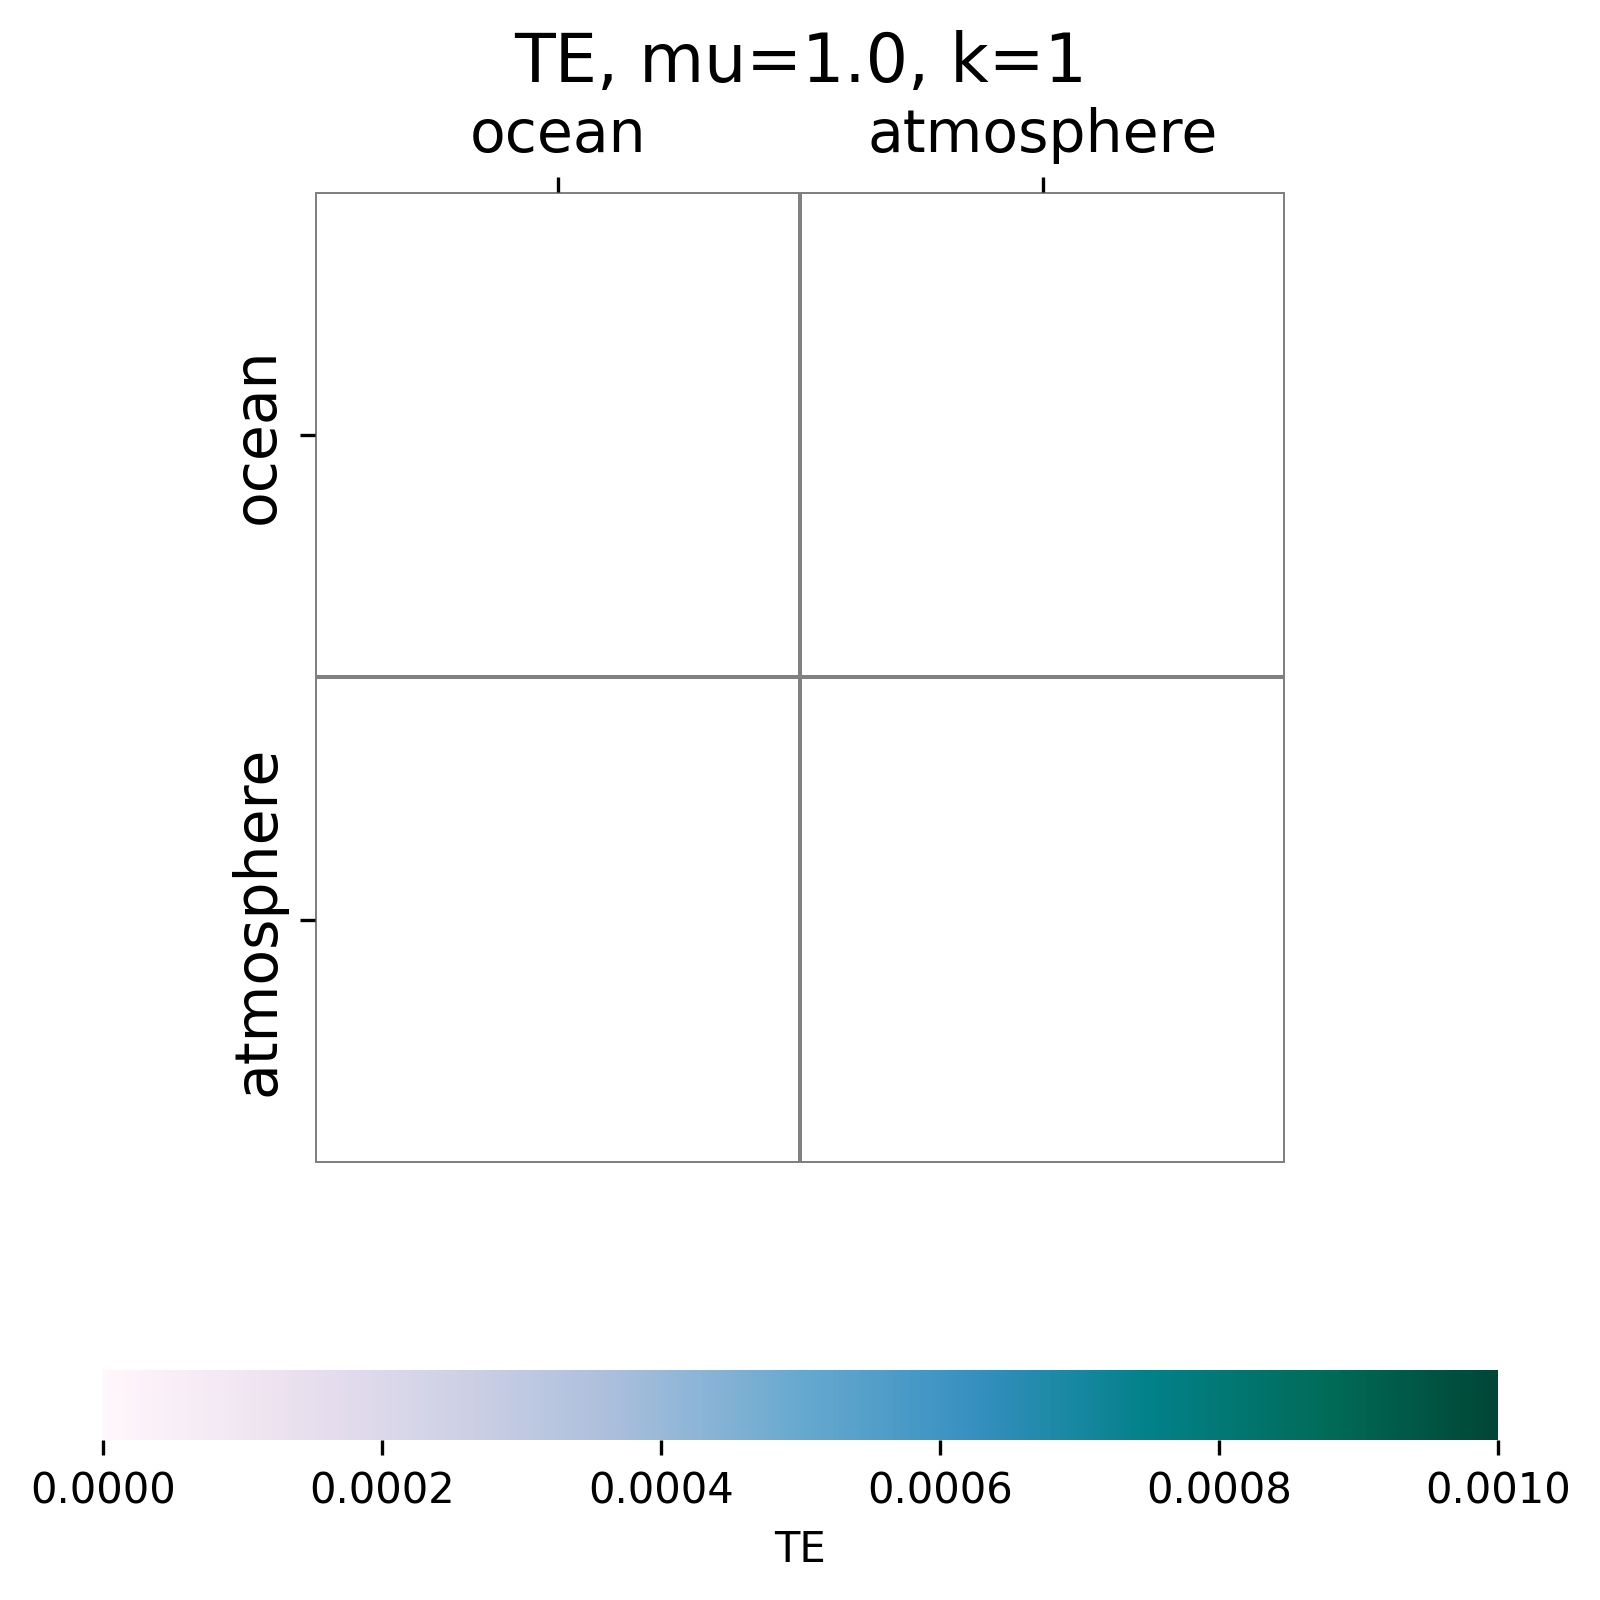 TE, mu=1.0, k=1
ocean atmosphere
ocean
atmosphere
0.0000 0.0002 0.0004 0.0006 0.0008 0.0010
TE